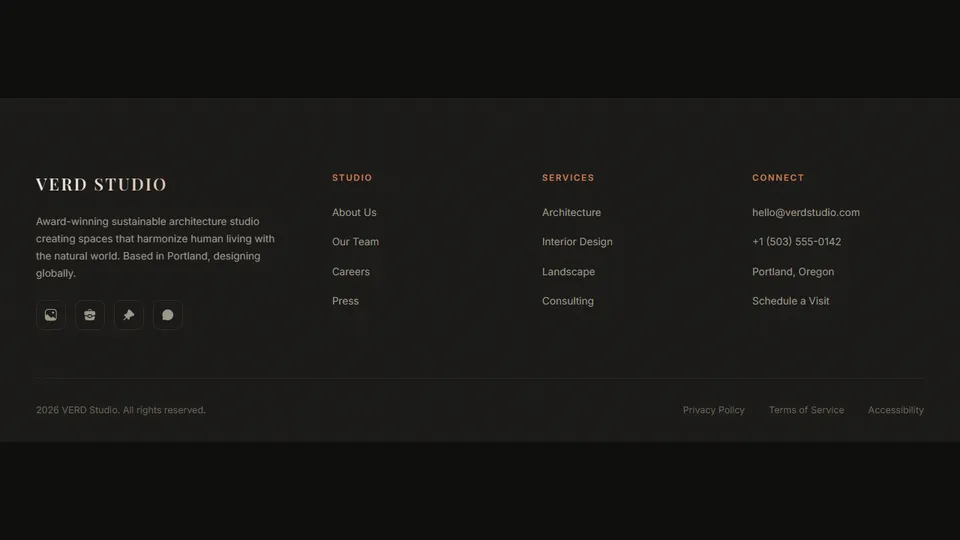 VERD STUDIO
Award-winning sustainable architecture studio
creating spaces that harmonize human living with
the natural world. Based in Portland, designing
globally.
STUDIO
About Us
Our Team
Careers
Press
SERVICES
Architecture
Interior Design
Landscape
Consulting
CONNECT
hello@verdstudio.com
+1 (503) 555-0142
Portland, Oregon
Schedule a Visit
2026 VERD Studio. All rights reserved.
Privacy Policy
Terms of Service
Accessibility